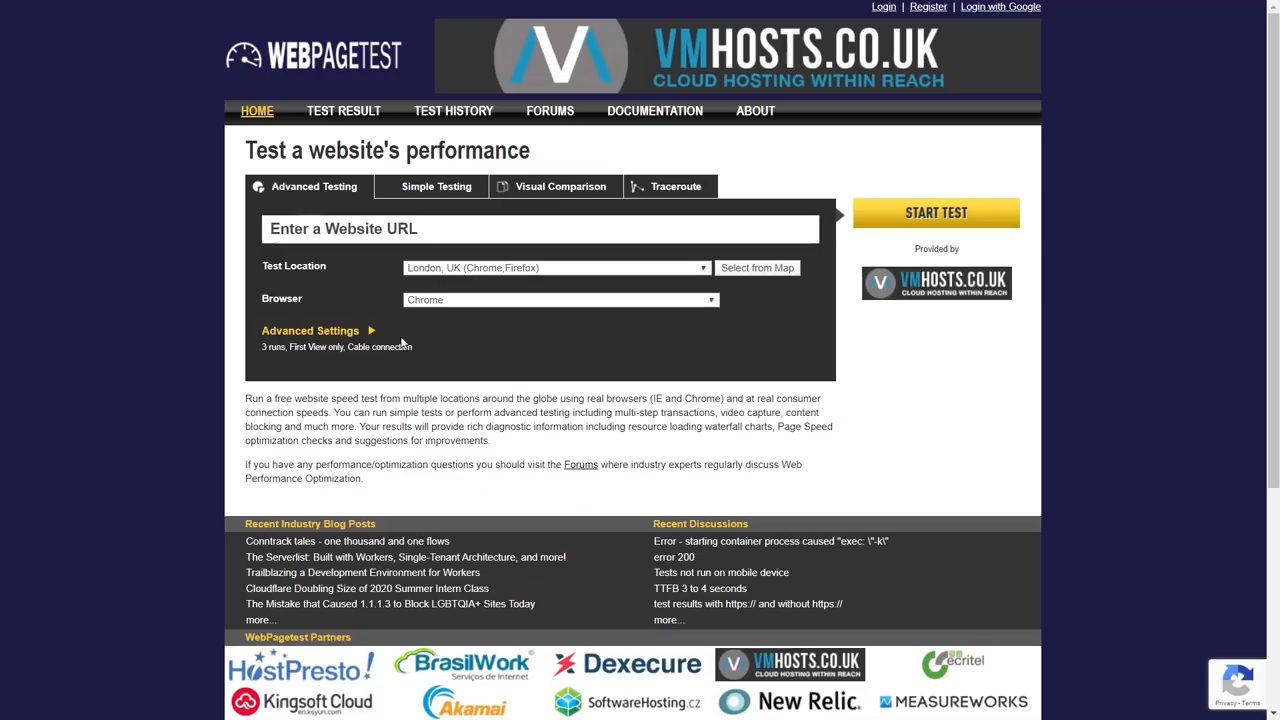 Login | Register | Login with Google
WEBPAGETEST
VMHOSTS.CO.UK
CLOUD HOSTING WITHIN REACH
HOME TEST RESULT TEST HISTORY FORUMS DOCUMENTATION ABOUT
Test a website's performance
Advanced Testing Simple Testing Visual Comparison Traceroute
Enter a Website URL
START TEST
Provided by
VMHOSTS.CO.UK
CLOUD HOSTING WITHIN REACH
Test Location London, UK (Chrome,Firefox) Select from Map
Browser Chrome
Advanced Settings
3 runs, First View only, Cable connection
Run a free website speed test from multiple locations around the globe using real browsers (IE and Chrome) and at real consumer
connection speeds. You can run simple tests or perform advanced testing including multi-step transactions, video capture, content
blocking and much more. Your results will provide rich diagnostic information including resource loading waterfall charts, Page Speed
optimization checks and suggestions for improvements.
If you have any performance/optimization questions you should visit the Forums where industry experts regularly discuss Web
Performance Optimization.
Recent Industry Blog Posts
Conntrack tales - one thousand and one flows
The Serverlist: Built with Workers, Single-Tenant Architecture, and more!
Trailblazing a Development Environment for Workers
Cloudflare Doubling Size of 2020 Summer Intern Class
The Mistake that Caused 1.1.1.3 to Block LGBTQIA+ Sites Today
more...
Recent Discussions
Error - starting container process caused "exec: \"-k\"
error 200
Tests not run on mobile device
TTFB 3 to 4 seconds
test results with https:// and without https://
more...
WebPagetest Partners
HostPresto!
BrasilWork
Serviços de Internet
Dexecure
VMHOSTS.CO.UK
CLOUD HOSTING WITHIN REACH
ecritel
Kingsoft Cloud
en.ksyun.com
Akamai
SoftwareHosting.cz
New Relic.
MEASUREWORKS
Privacy - Terms